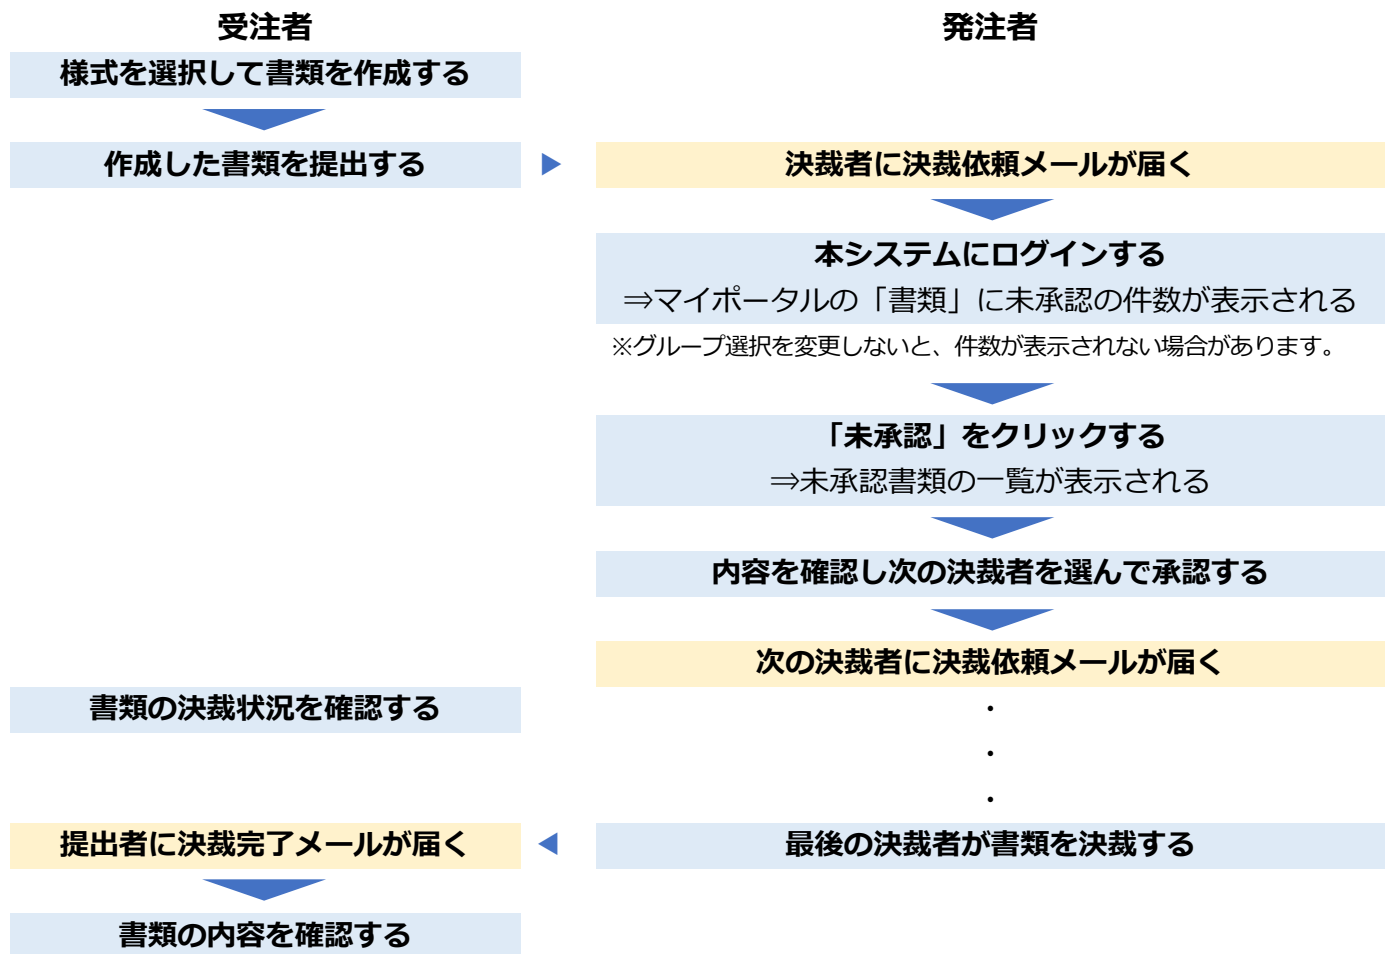 受注者
発注者
様式を選択して書類を作成する
作成した書類を提出する
決裁者に決裁依頼メールが届く
本システムにログインする
⇒マイポータルの「書類」に未承認の件数が表示される
※グループ選択を変更しないと、件数が表示されない場合があります。
「未承認」をクリックする
⇒未承認書類の一覧が表示される
内容を確認し次の決裁者を選んで承認する
次の決裁者に決裁依頼メールが届く
書類の決裁状況を確認する
・
・
・
提出者に決裁完了メールが届く
最後の決裁者が書類を決裁する
書類の内容を確認する